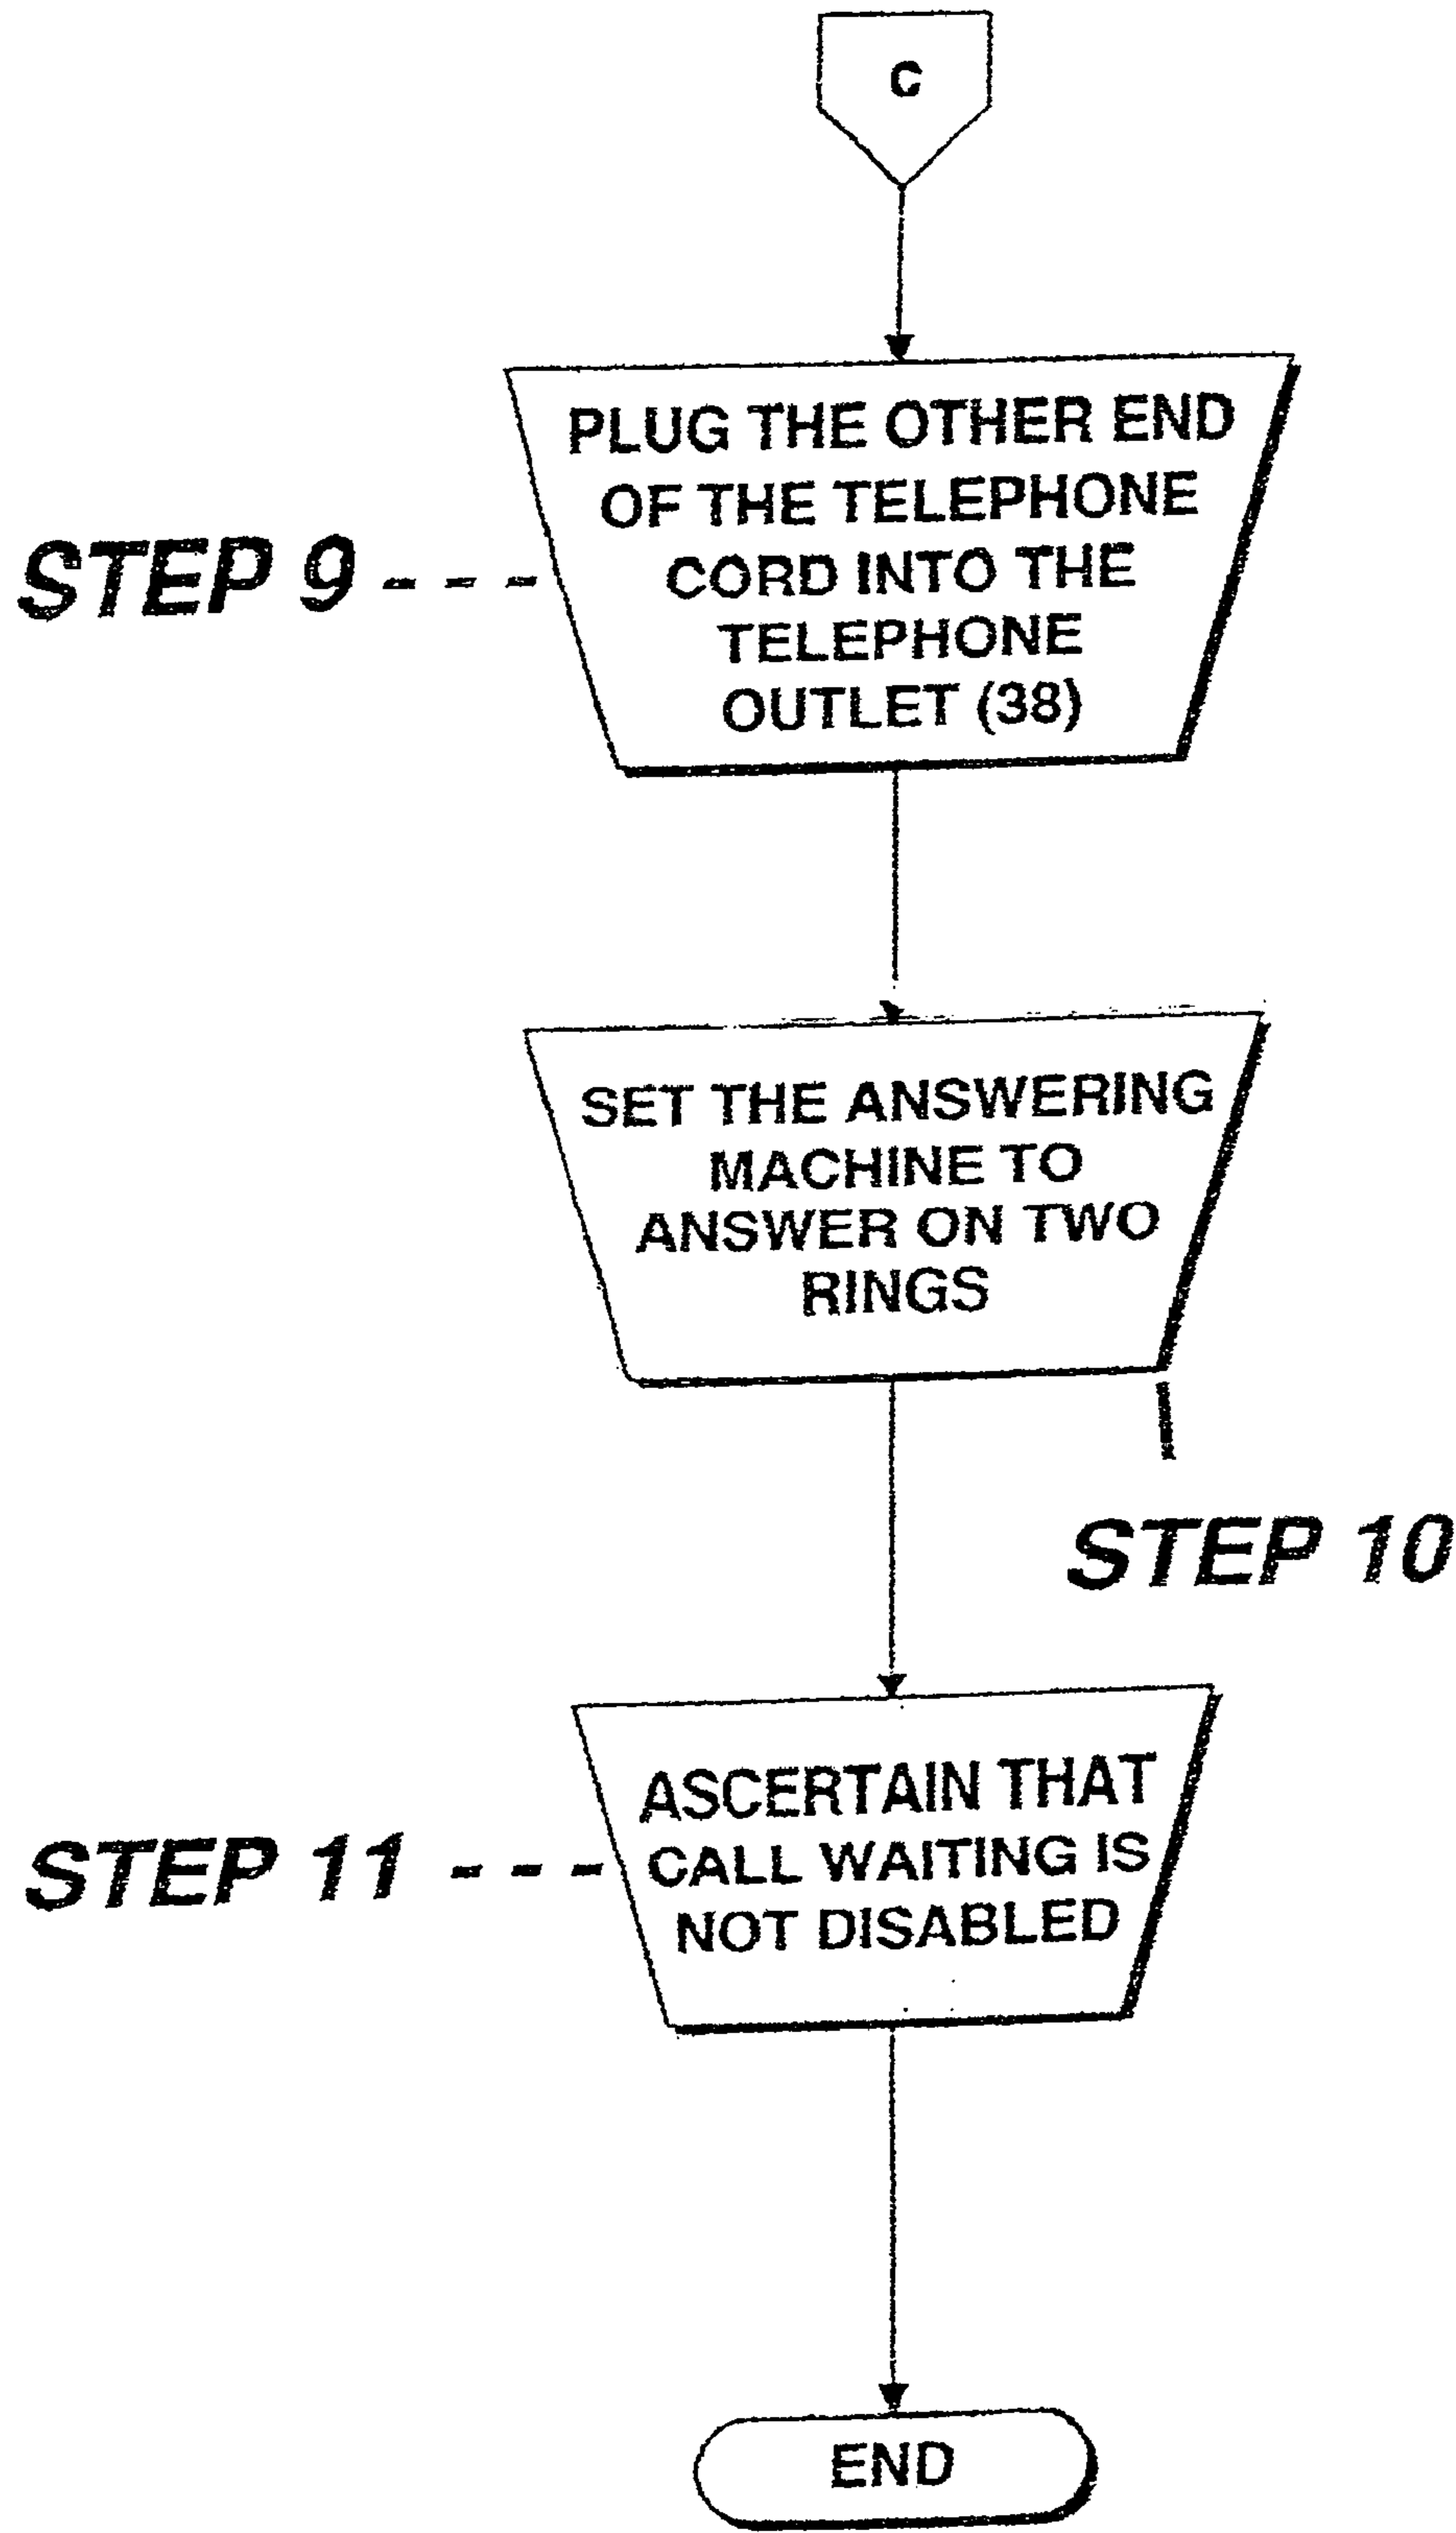 C
PLUG THE OTHER END
OF THE TELEPHONE
CORD INTO THE
TELEPHONE
OUTLET (38)
STEP 9
SET THE ANSWERING
MACHINE TO
ANSWER ON TWO
RINGS
STEP 10
ASCERTAIN THAT
CALL WAITING IS
NOT DISABLED
STEP 11
END